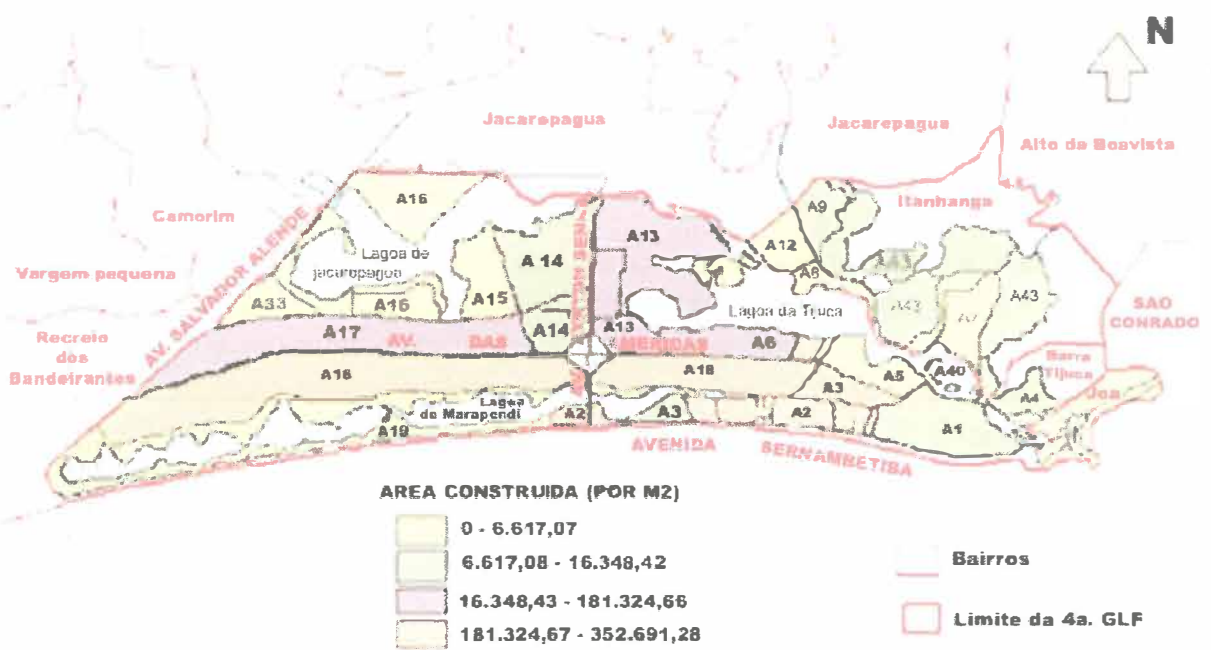 N
Jacarepagua
Jacarepagua
Alto da Boavista
Camorim
A16
Itanhanga
A9
A13
A12
Lagoa de
jacarepagoa
Vargem pequena
AV. SALVADOR ALENDE
A14
A8
A43
A33
A16
A15
Lagoa da Tijuca
A43
SAO
CONRADO
Recreio
dos
Bandeirantes
A17
AV. DAS
A14
A13
MERICAS
A6
Barra
Tijuca
A18
A18
A5
A40
A3
A4
Joa
Lagoa
de Marapendi
A19
A2
A3
A2
A1
AVENIDA SERNAMBETIBA
AREA CONSTRUIDA (POR M2)
0 - 6.617,07
6.617,08 - 16.348,42
16.348,43 - 181.324,66
181.324,67 - 352.691,28
Bairros
Limite da 4a. GLF